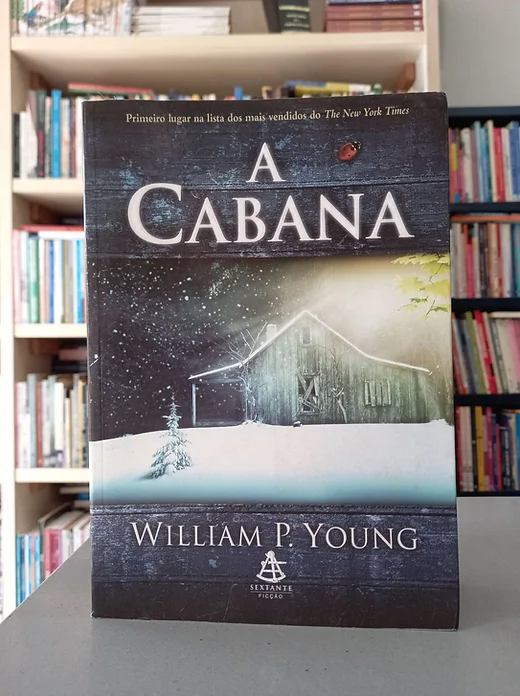 Primeiro lugar na lista dos mais vendidos do The New York Times
A
CABANA
WILLIAM P. YOUNG
SEXTANTE
FICÇÃO